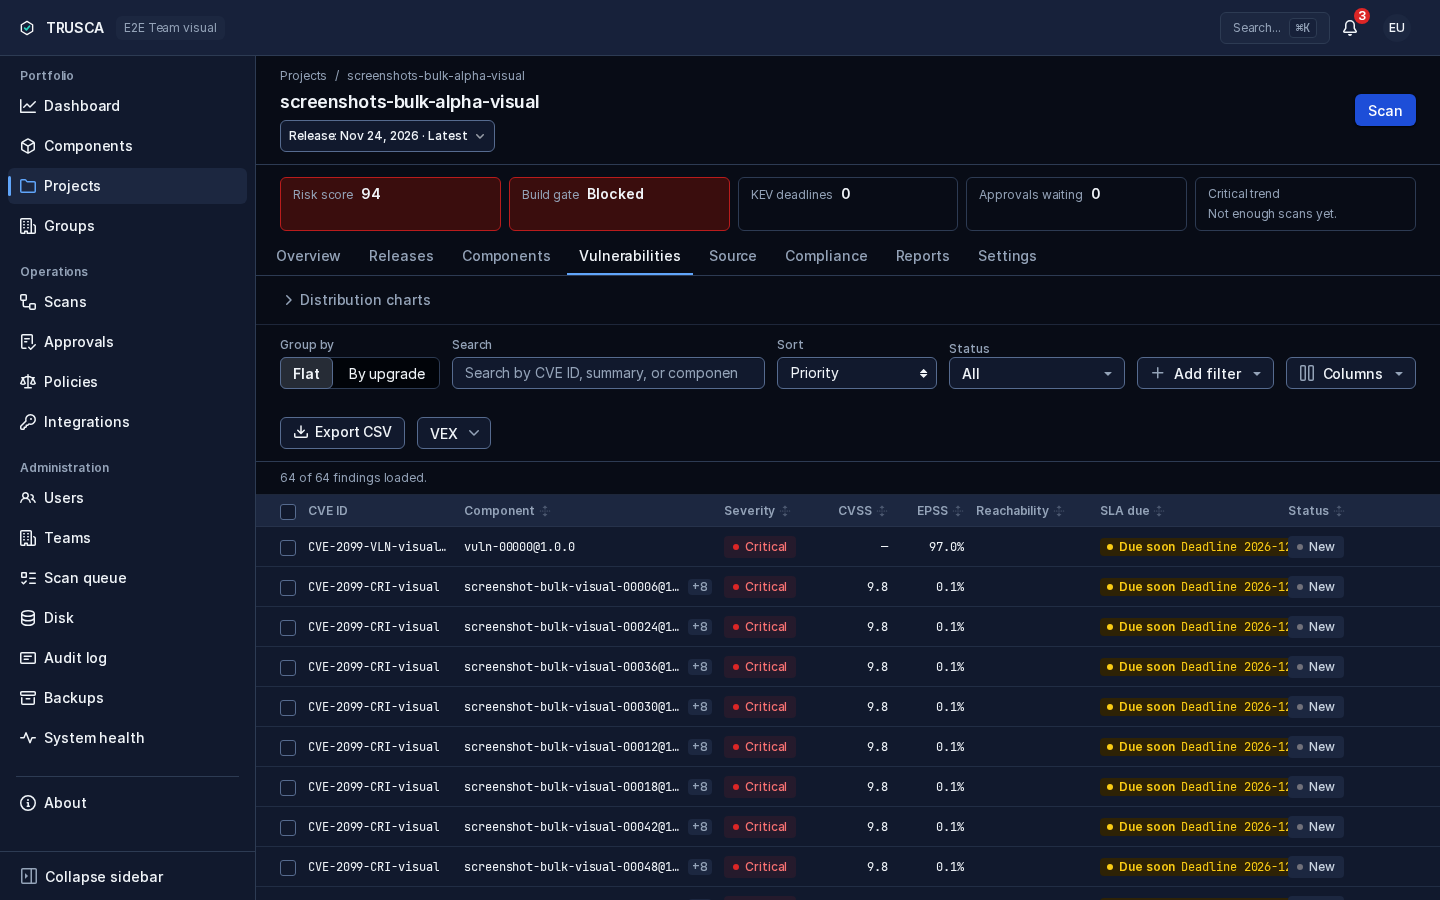 TRUSCA E2E Team visual Search... ⌘K 3 EU
Portfolio
Dashboard
Components
Projects
Groups
Operations
Scans
Approvals
Policies
Integrations
Administration
Users
Teams
Scan queue
Disk
Audit log
Backups
System health
About
Collapse sidebar
Projects / screenshots-bulk-alpha-visual
screenshots-bulk-alpha-visual
Release: Nov 24, 2026 · Latest
Scan
Risk score 94
Build gate Blocked
KEV deadlines 0
Approvals waiting 0
Critical trend
Not enough scans yet.
Overview Releases Components Vulnerabilities Source Compliance Reports Settings
Distribution charts
Group by Search Sort Status
Flat By upgrade Search by CVE ID, summary, or componen Priority All Add filter Columns
Export CSV VEX
64 of 64 findings loaded.
CVE ID Component Severity CVSS EPSS Reachability SLA due Status
CVE-2099-VLN-visual… vuln-00000@1.0.0 Critical — 97.0% Due soon Deadline 2026-12 New
CVE-2099-CRI-visual screenshot-bulk-visual-00006@1… +8 Critical 9.8 0.1% Due soon Deadline 2026-12 New
CVE-2099-CRI-visual screenshot-bulk-visual-00024@1… +8 Critical 9.8 0.1% Due soon Deadline 2026-12 New
CVE-2099-CRI-visual screenshot-bulk-visual-00036@1… +8 Critical 9.8 0.1% Due soon Deadline 2026-12 New
CVE-2099-CRI-visual screenshot-bulk-visual-00030@1… +8 Critical 9.8 0.1% Due soon Deadline 2026-12 New
CVE-2099-CRI-visual screenshot-bulk-visual-00012@1… +8 Critical 9.8 0.1% Due soon Deadline 2026-12 New
CVE-2099-CRI-visual screenshot-bulk-visual-00018@1… +8 Critical 9.8 0.1% Due soon Deadline 2026-12 New
CVE-2099-CRI-visual screenshot-bulk-visual-00042@1… +8 Critical 9.8 0.1% Due soon Deadline 2026-12 New
CVE-2099-CRI-visual screenshot-bulk-visual-00048@1… +8 Critical 9.8 0.1% Due soon Deadline 2026-12 New